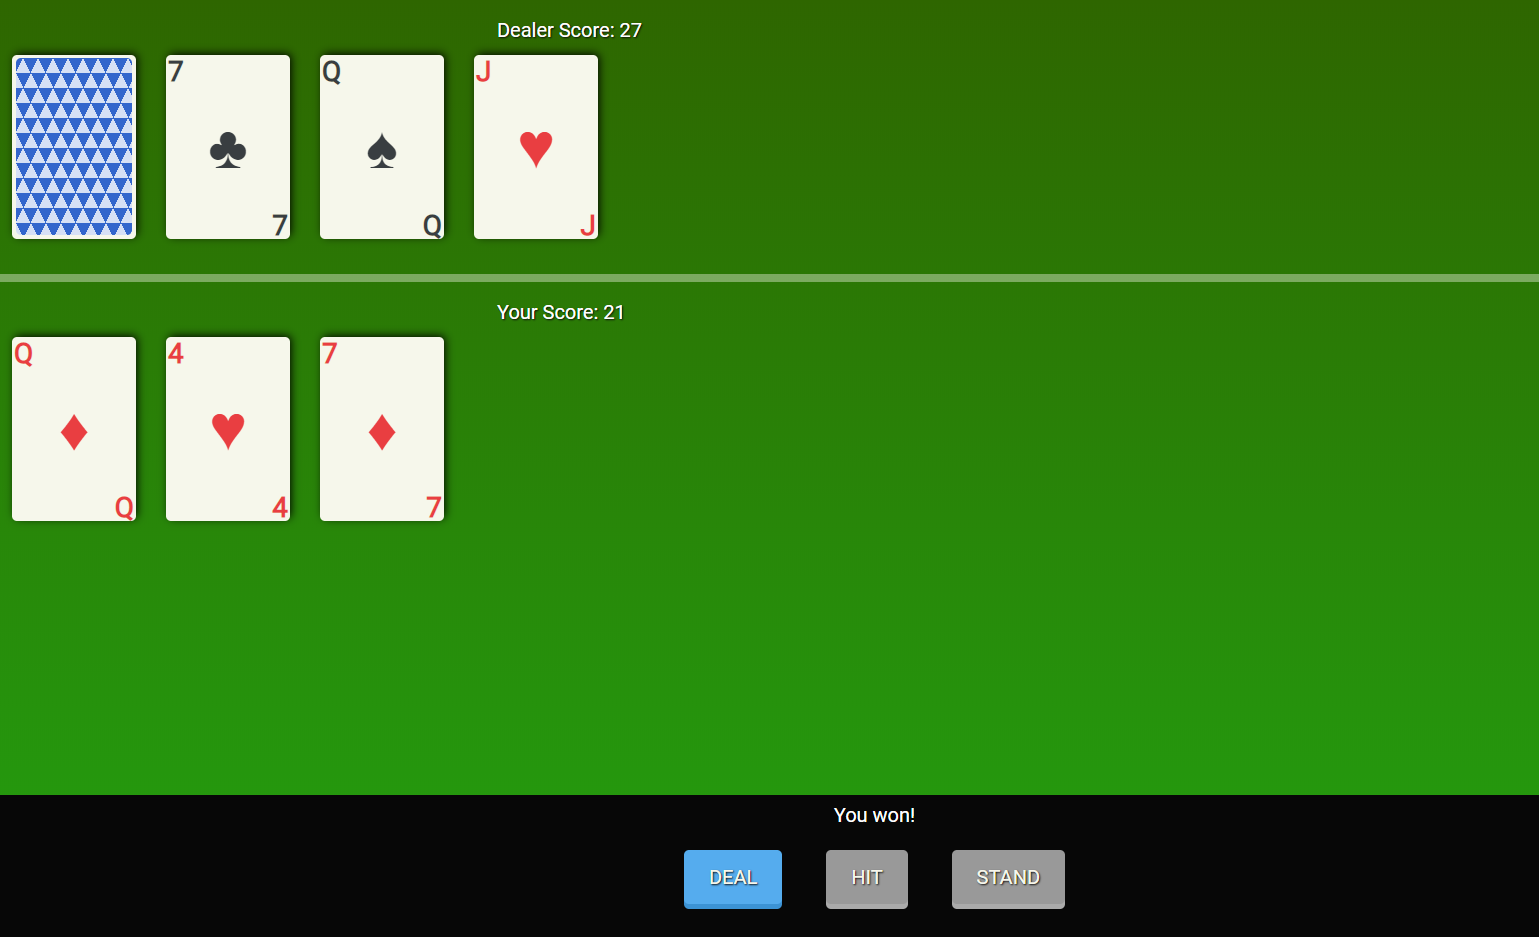 Dealer Score: 27
7 Q J
7 Q J
Your Score: 21
Q 4 7
Q 4 7
You won!
DEAL HIT STAND